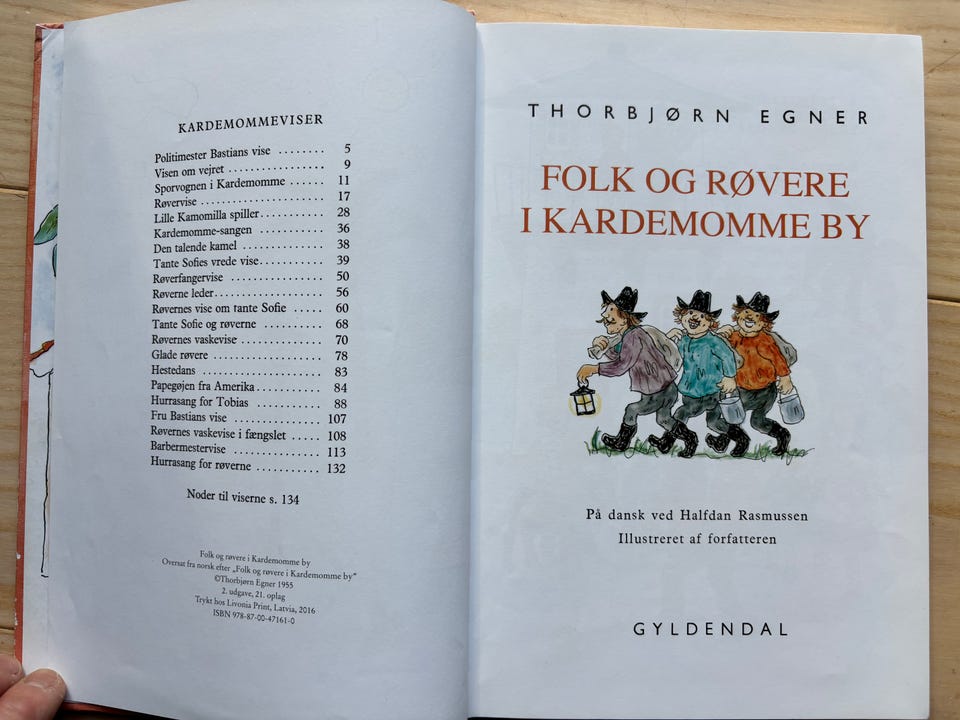 KARDEMOMMEVISER
Politimester Bastians vise ........ 5
Visen om vejret ................ 9
Sporvognen i Kardemomme ...... 11
Røvervise ..................... 17
Lille Kamomilla spiller........... 28
Kardemomme-sangen ............ 36
Den talende kamel .............. 38
Tante Sofies vrede vise........... 39
Røverfangervise ................ 50
Røverne leder................... 56
Røvernes vise om tante Sofie ..... 60
Tante Sofie og røverne ........... 68
Røvernes vaskevise .............. 70
Glade røvere ................... 78
Hestedans ..................... 83
Papegøjen fra Amerika............ 84
Hurrasang for Tobias ............ 88
Fru Bastians vise ................ 107
Røvernes vaskevise i fængslet ..... 108
Barbermestervise ................ 113
Hurrasang for røverne ............ 132
Noder til viserne s. 134
Folk og røvere i Kardemomme by
Oversat fra norsk efter „Folk og røvere i Kardemomme by”
©Thorbjørn Egner 1955
2. udgave, 21. oplag
Trykt hos Livonia Print, Latvia, 2016
ISBN 978-87-00-47161-0
THORBJØRN EGNER
FOLK OG RØVERE
I KARDEMOMME BY
På dansk ved Halfdan Rasmussen
Illustreret af forfatteren
GYLDENDAL